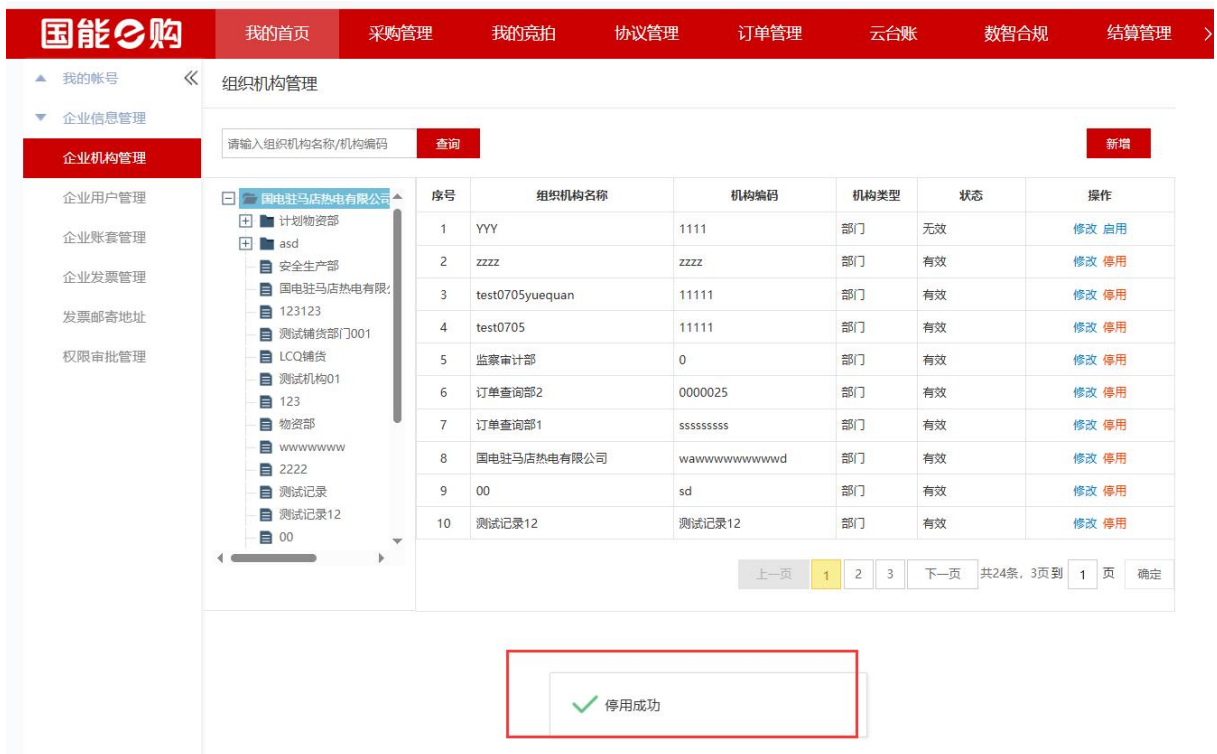 国能e购 我的首页 采购管理 我的竞拍 协议管理 订单管理 云台账 数智合规 结算管理
我的帐号
企业信息管理
企业机构管理
企业用户管理
企业账套管理
企业发票管理
发票邮寄地址
权限审批管理
组织机构管理
请输入组织机构名称/机构编码 查询 新增
国电驻马店热电有限公司
计划物资部
asd
安全生产部
国电驻马店热电有限
123123
测试铺货部门001
LCQ铺货
测试机构01
123
物资部
wwwwwwww
2222
测试记录
测试记录12
00
序号 组织机构名称 机构编码 机构类型 状态 操作
1 YYY 1111 部门 无效 修改 启用
2 zzzz zzzz 部门 有效 修改 停用
3 test0705yuequan 11111 部门 有效 修改 停用
4 test0705 11111 部门 有效 修改 停用
5 监察审计部 0 部门 有效 修改 停用
6 订单查询部2 0000025 部门 有效 修改 停用
7 订单查询部1 sssssssss 部门 有效 修改 停用
8 国电驻马店热电有限公司 wawwwwwwwwwd 部门 有效 修改 停用
9 00 sd 部门 有效 修改 停用
10 测试记录12 测试记录12 部门 有效 修改 停用
上一页 1 2 3 下一页 共24条, 3页 到 1 页 确定
停用成功